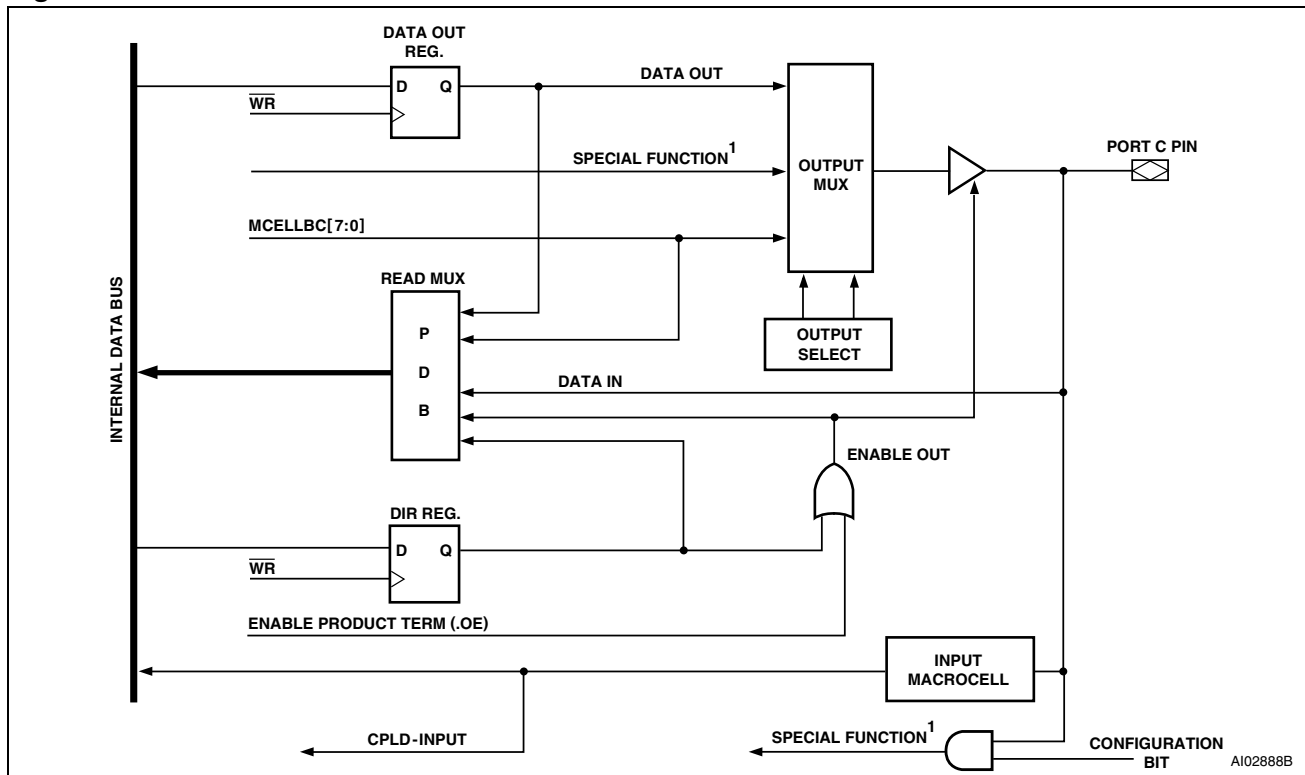 DATA OUT
REG.
D Q
DATA OUT
WR
SPECIAL FUNCTION1
OUTPUT
MUX
PORT C PIN
MCELLBC[7:0]
READ MUX
P
D
B
OUTPUT
SELECT
INTERNAL DATA BUS
DATA IN
ENABLE OUT
DIR REG.
D Q
WR
ENABLE PRODUCT TERM (.OE)
INPUT
MACROCELL
CPLD-INPUT
SPECIAL FUNCTION1
CONFIGURATION
BIT
AI02888B